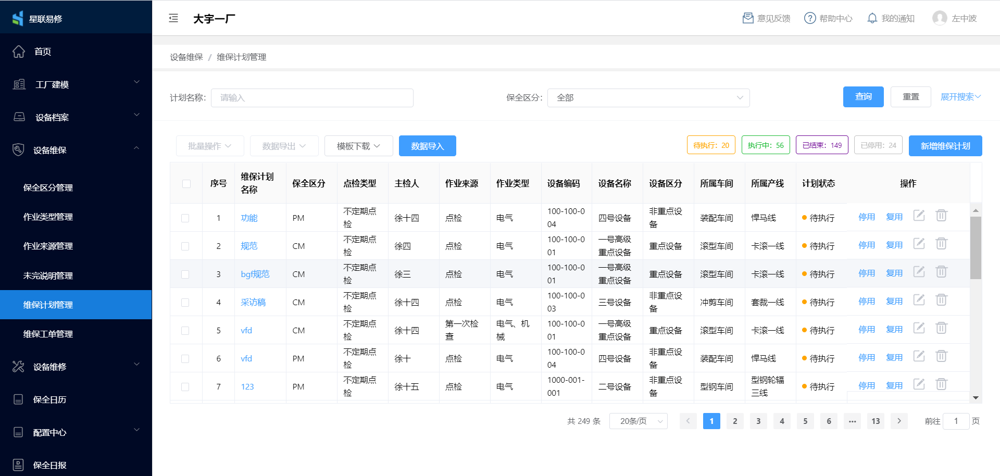 星联易修
大宇一厂
意见反馈
帮助中心
我的通知
左中波
首页
工厂建模
设备档案
设备维保
保全区分管理
作业类型管理
作业来源管理
未完说明管理
维保计划管理
维保工单管理
设备维修
保全日历
配置中心
保全日报
设备维保 / 维保计划管理
计划名称: 请输入
保全区分: 全部
查询
重置
展开搜索
批量操作
数据导出
模板下载
数据导入
待执行: 20
执行中: 56
已结束: 149
已停用: 24
新增维保计划
序号 维保计划名称 保全区分 点检类型 主检人 作业来源 作业类型 设备编码 设备名称 设备区分 所属车间 所属产线 计划状态 操作
1 功能 PM 不定期点检 徐十四 点检 电气 100-100-004 四号设备 非重点设备 装配车间 悍马线 待执行 停用 复用
2 规范 CM 不定期点检 徐四 点检 电气 100-100-001 一号高级重点设备 重点设备 滚型车间 卡滚一线 待执行 停用 复用
3 bgf规范 CM 不定期点检 徐三 点检 电气 100-100-001 一号高级重点设备 重点设备 滚型车间 卡滚一线 待执行 停用 复用
4 采访稿 CM 不定期点检 徐十四 点检 电气 100-100-003 三号设备 非重点设备 冲剪车间 套裁一线 待执行 停用 复用
5 vfd CM 不定期点检 徐十四 第一次检查 电气、机械 100-100-001 一号高级重点设备 重点设备 滚型车间 卡滚一线 待执行 停用 复用
6 vfd PM 不定期点检 徐十 点检 电气 100-100-004 四号设备 非重点设备 装配车间 悍马线 待执行 停用 复用
7 123 PM 不定期点检 徐十五 点检 电气 1000-001-001 二号设备 非重点设备 型钢车间 型钢轮辐三线 待执行 停用 复用
共 249 条 20条/页 1 2 3 4 5 6 ••• 13 前往 1 页